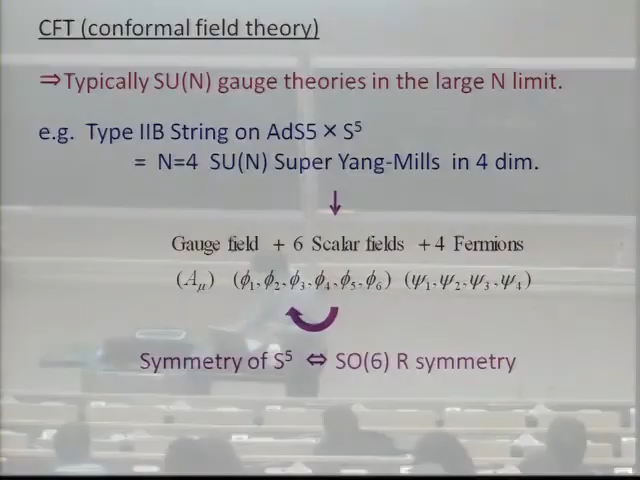 CFT (conformal field theory)
⇒Typically SU(N) gauge theories in the large N limit.
e.g. Type IIB String on AdS5 × S⁵
= N=4 SU(N) Super Yang-Mills in 4 dim.
↓
Gauge field + 6 Scalar fields + 4 Fermions
(A_μ) (ϕ₁,ϕ₂,ϕ₃,ϕ₄,ϕ₅,ϕ₆) (ψ₁,ψ₂,ψ₃,ψ₄)
Symmetry of S⁵ ⇔ SO(6) R symmetry